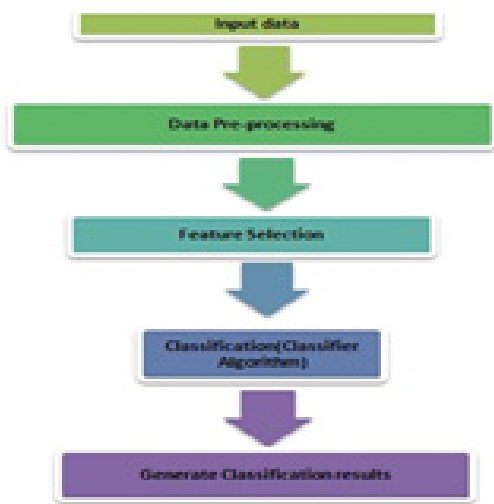 Input data
Data Pre-processing
Feature Selection
Classification(Classifier
Algorithm)
Generate Classification results